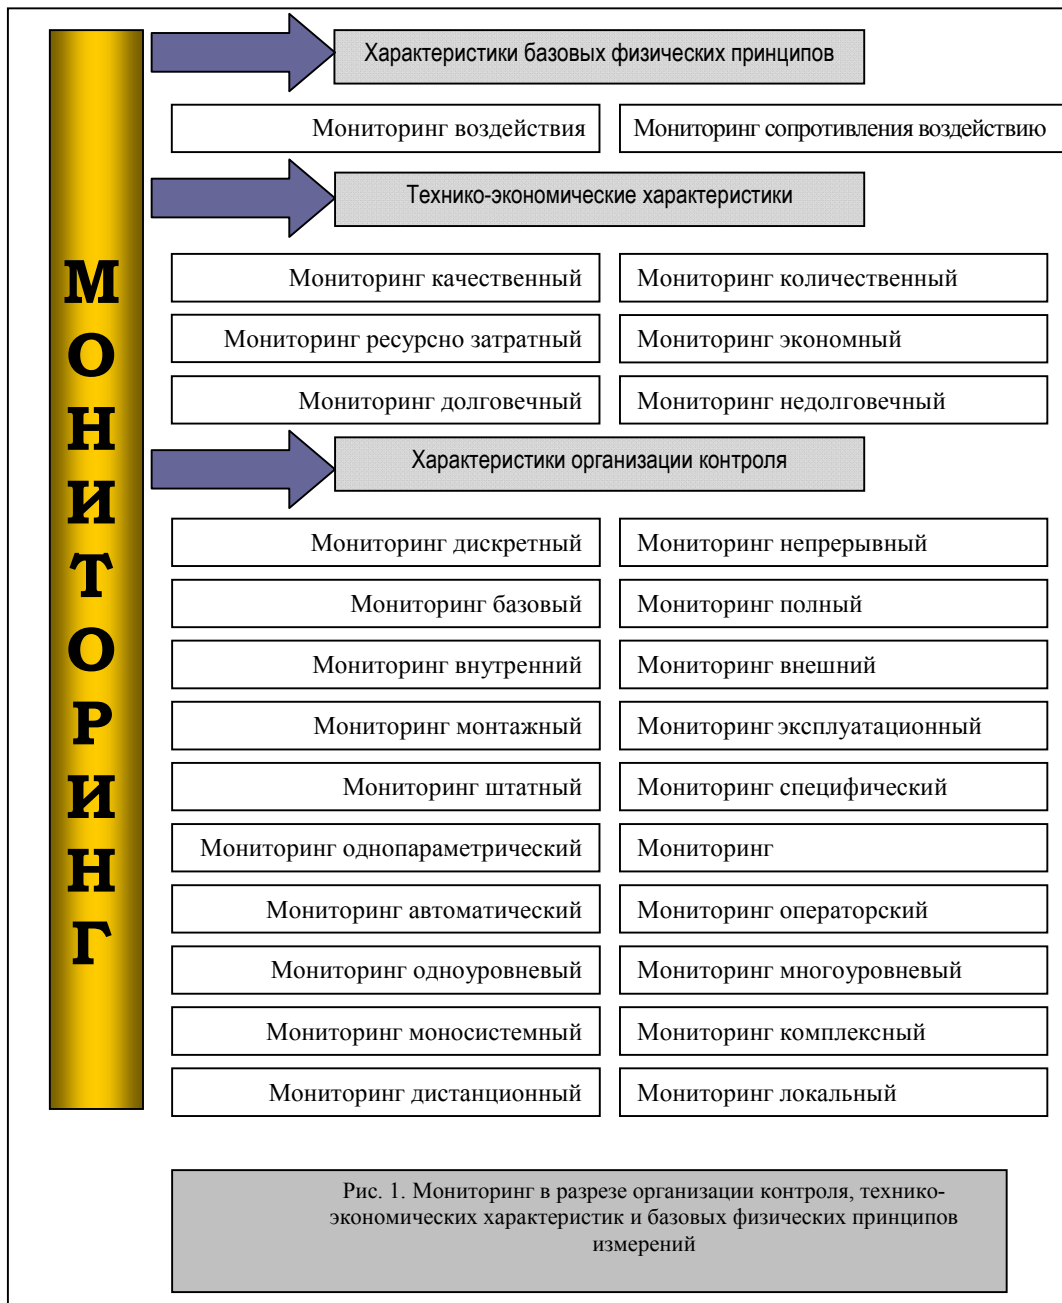 МОНИТОРИНГ
Характеристики базовых физических принципов
Мониторинг воздействия
Мониторинг сопротивления воздействию
Технико-экономические характеристики
Мониторинг качественный
Мониторинг количественный
Мониторинг ресурсно затратный
Мониторинг экономный
Мониторинг долговечный
Мониторинг недолговечный
Характеристики организации контроля
Мониторинг дискретный
Мониторинг непрерывный
Мониторинг базовый
Мониторинг полный
Мониторинг внутренний
Мониторинг внешний
Мониторинг монтажный
Мониторинг эксплуатационный
Мониторинг штатный
Мониторинг специфический
Мониторинг однопараметрический
Мониторинг
Мониторинг автоматический
Мониторинг операторский
Мониторинг одноуровневый
Мониторинг многоуровневый
Мониторинг моносистемный
Мониторинг комплексный
Мониторинг дистанционный
Мониторинг локальный
Рис. 1. Мониторинг в разрезе организации контроля, технико-
экономических характеристик и базовых физических принципов
измерений